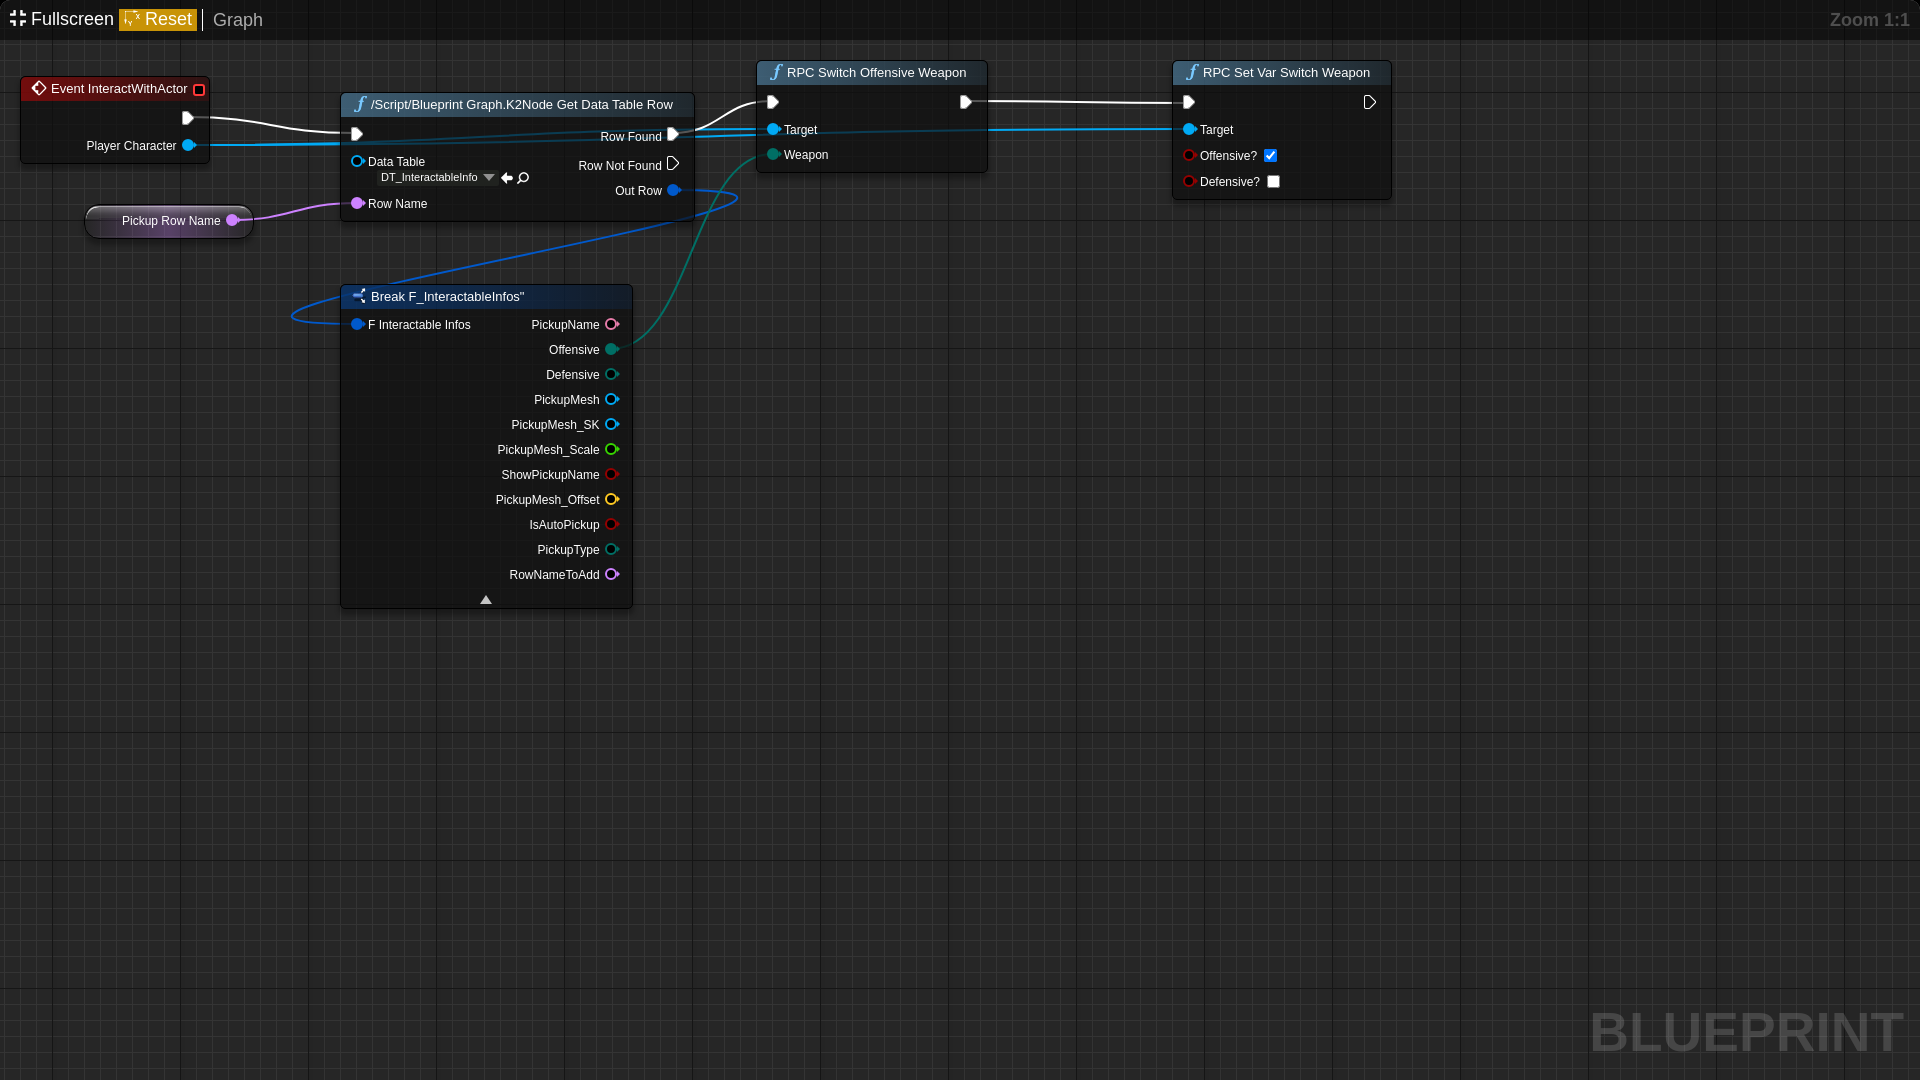 Fullscreen Reset Graph Zoom 1:1
Event InteractWithActor
Player Character
Pickup Row Name
/Script/Blueprint Graph.K2Node Get Data Table Row
Row Found
Data Table
DT_InteractableInfo
Row Not Found
Out Row
Row Name
RPC Switch Offensive Weapon
Target
Weapon
RPC Set Var Switch Weapon
Target
Offensive?
Defensive?
Break F_InteractableInfos"
F Interactable Infos
PickupName
Offensive
Defensive
PickupMesh
PickupMesh_SK
PickupMesh_Scale
ShowPickupName
PickupMesh_Offset
IsAutoPickup
PickupType
RowNameToAdd
BLUEPRINT